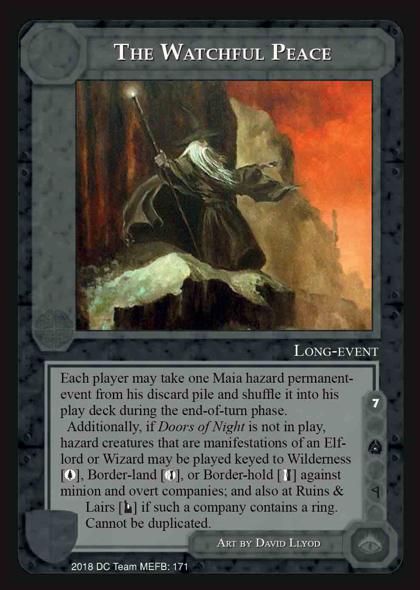 The Watchful Peace
Long-event
Each player may take one Maia hazard permanent-
event from his discard pile and shuffle it into his
play deck during the end-of-turn phase.
Additionally, if Doors of Night is not in play,
hazard creatures that are manifestations of an Elf-
lord or Wizard may be played keyed to Wilderness
[], Border-land [], or Border-hold [] against
minion and overt companies; and also at Ruins &
Lairs [] if such a company contains a ring.
Cannot be duplicated.
7
Art by David Llyod
2018 DC Team MEFB: 171